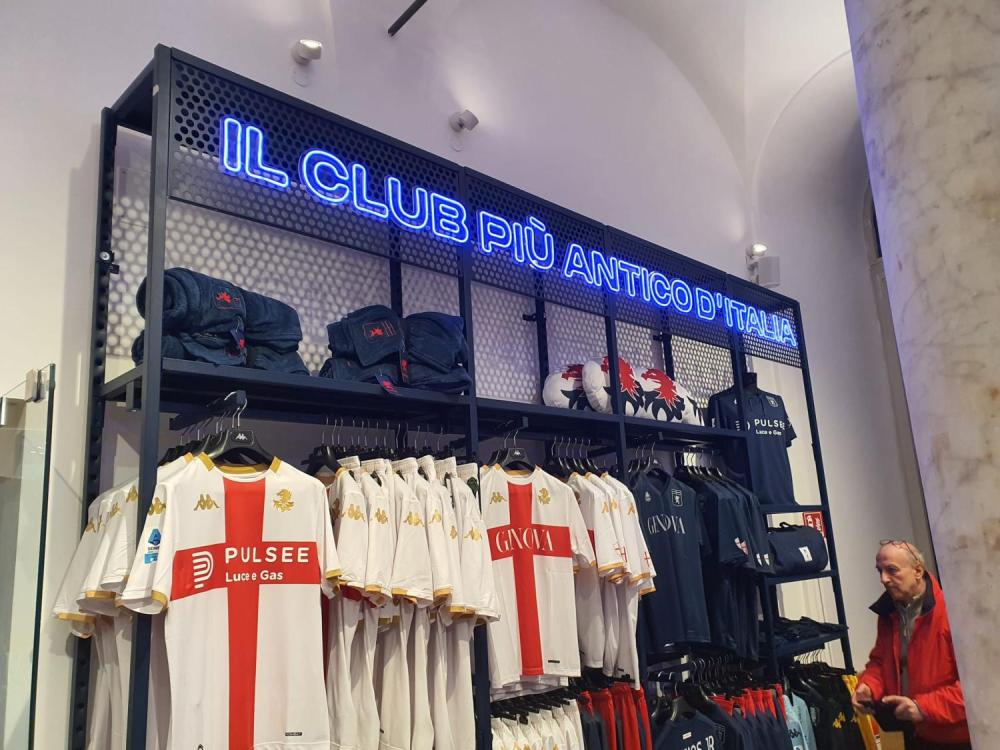 IL CLUB PIÙ ANTICO D'ITALIA
PULSEE
Luce e Gas
GENOVA
GENOVA
PULSEE
Luce e Gas